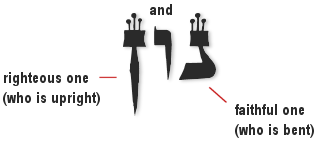 and
נון
righteous one
(who is upright)
faithful one
(who is bent)